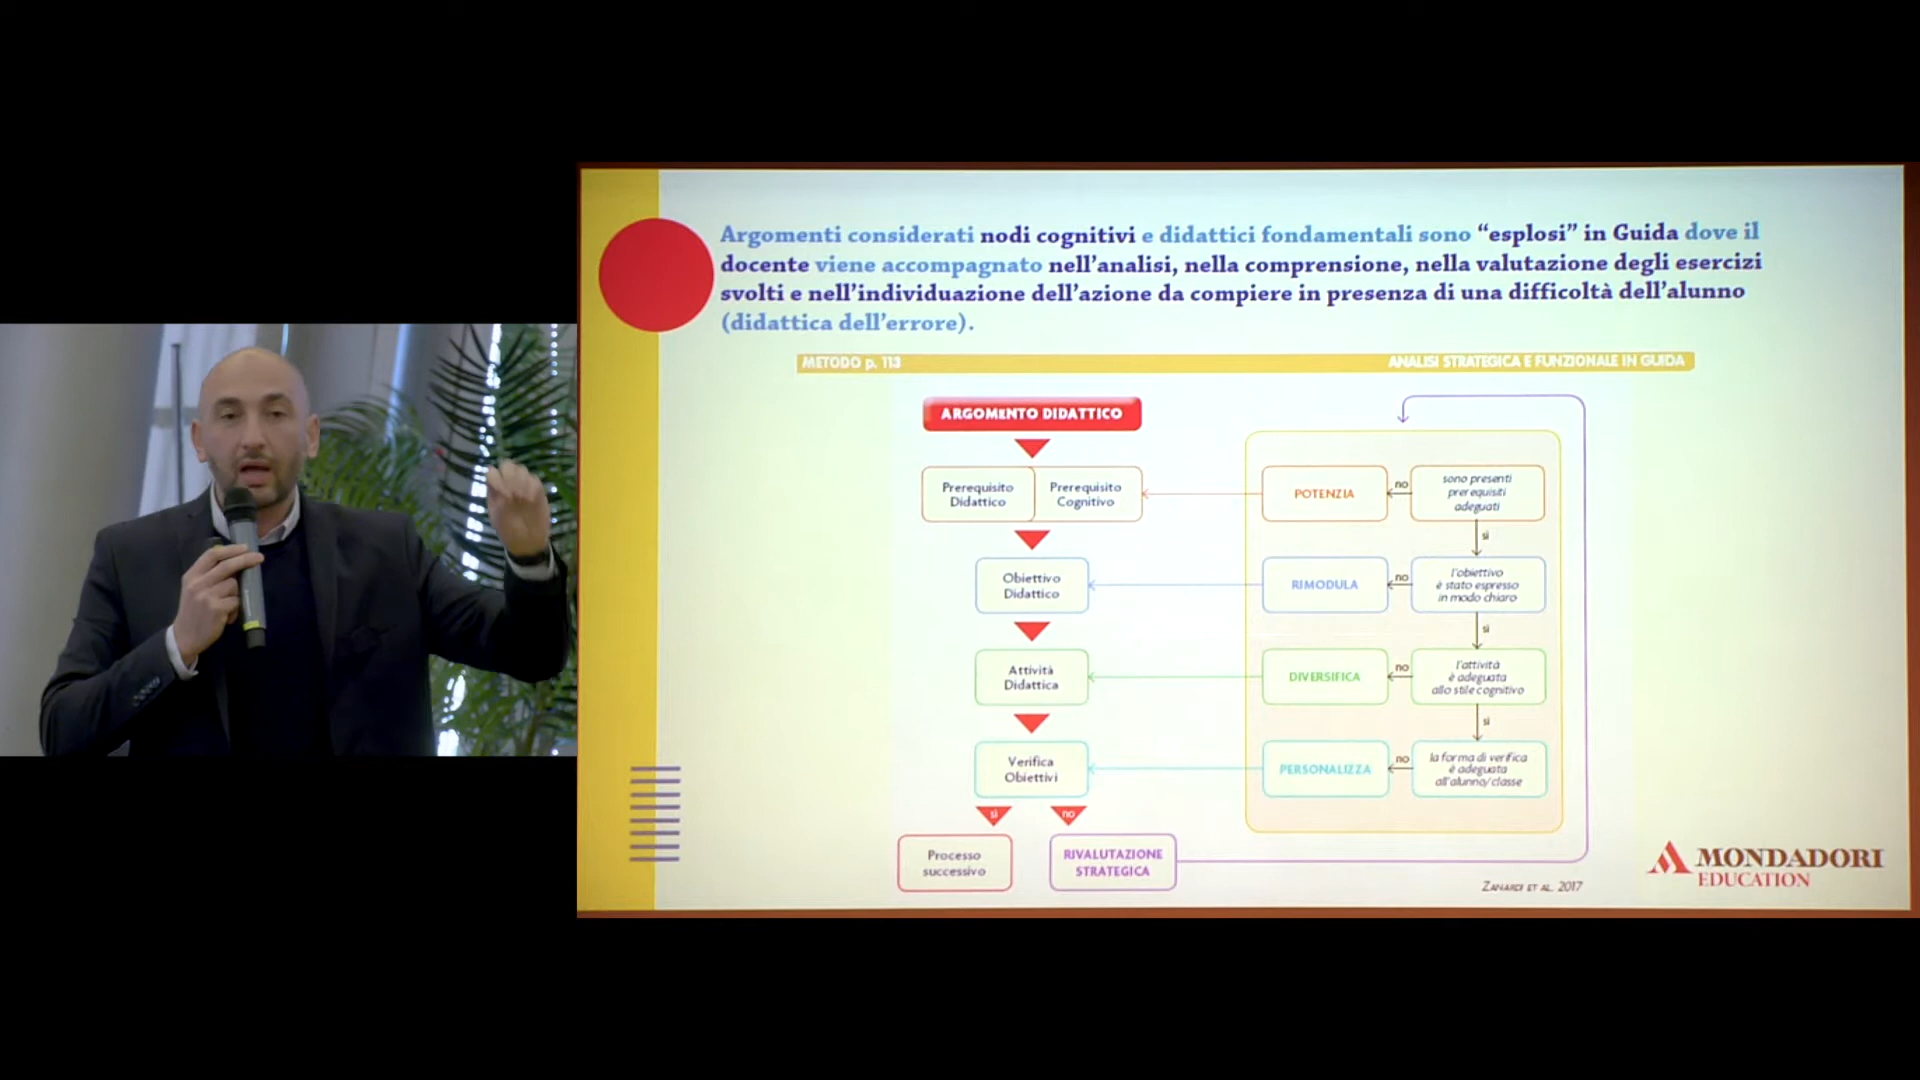 Argomenti considerati nodi cognitivi e didattici fondamentali sono “esplosi” in Guida dove il
docente viene accompagnato nell’analisi, nella comprensione, nella valutazione degli esercizi
svolti e nell’individuazione dell’azione da compiere in presenza di una difficoltà dell’alunno
(didattica dell’errore).
METODO p. 113
ANALISI STRATEGICA E FUNZIONALE IN GUIDA
ARGOMENTO DIDATTICO
Prerequisito
Didattico
Prerequisito
Cognitivo
POTENZIA
no
sono presenti
prerequisiti
adeguati
sì
Obiettivo
Didattico
RIMODULA
no
l’obiettivo
è stato espresso
in modo chiaro
sì
Attività
Didattica
DIVERSIFICA
no
l’attività
è adeguata
allo stile cognitivo
sì
Verifica
Obiettivi
PERSONALIZZA
no
la forma di verifica
è adeguata
all’alunno/classe
sì
no
Processo
successivo
RIVALUTAZIONE
STRATEGICA
ZANARDI ET AL. 2017
MONDADORI
EDUCATION